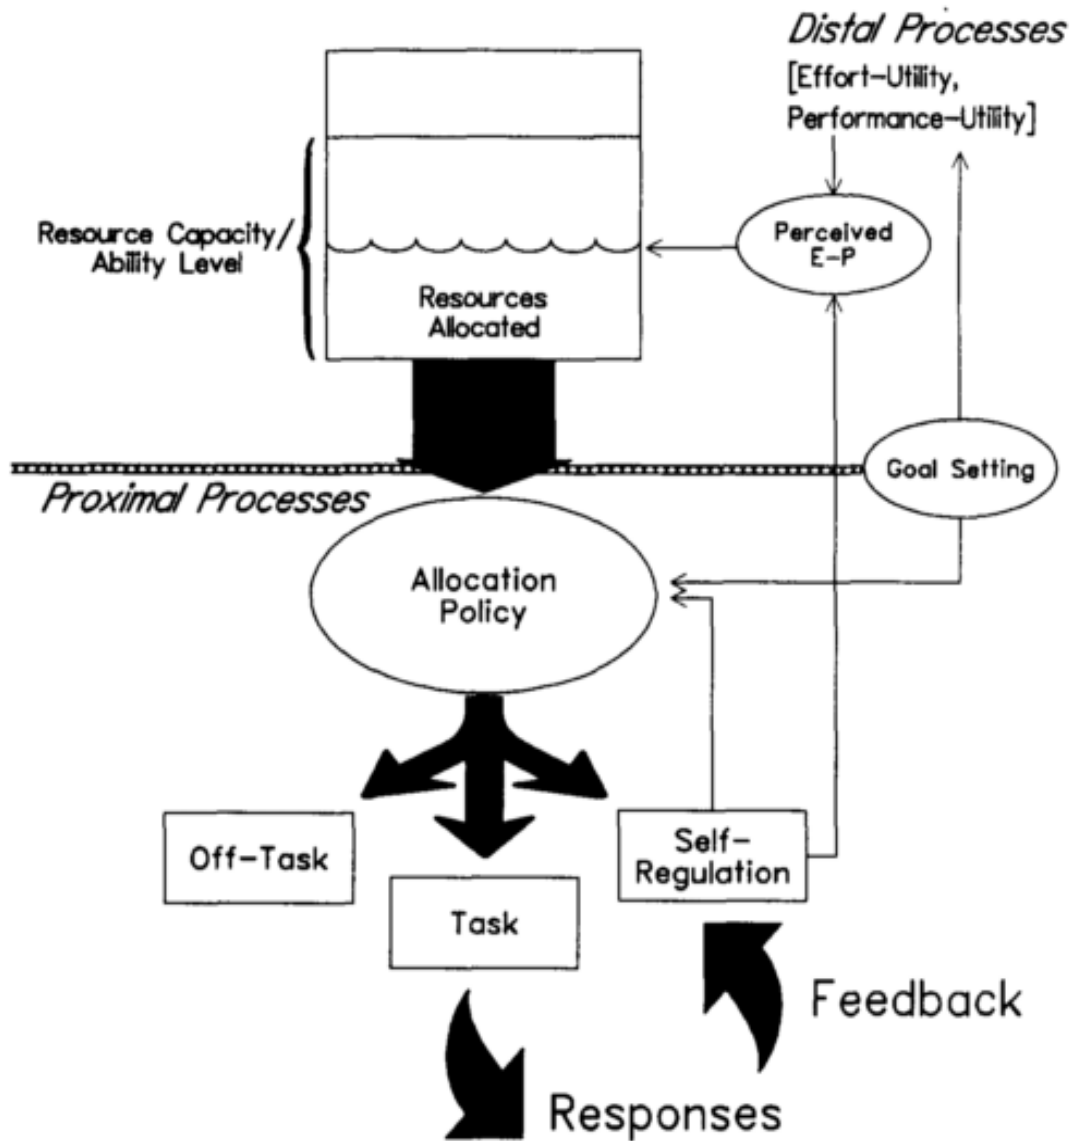 Distal Processes
[Effort-Utility,
Performance-Utility]
Resource Capacity/
Ability Level
Perceived
E-P
Resources
Allocated
Goal Setting
Proximal Processes
Allocation
Policy
Off-Task
Self-
Regulation
Task
Feedback
Responses